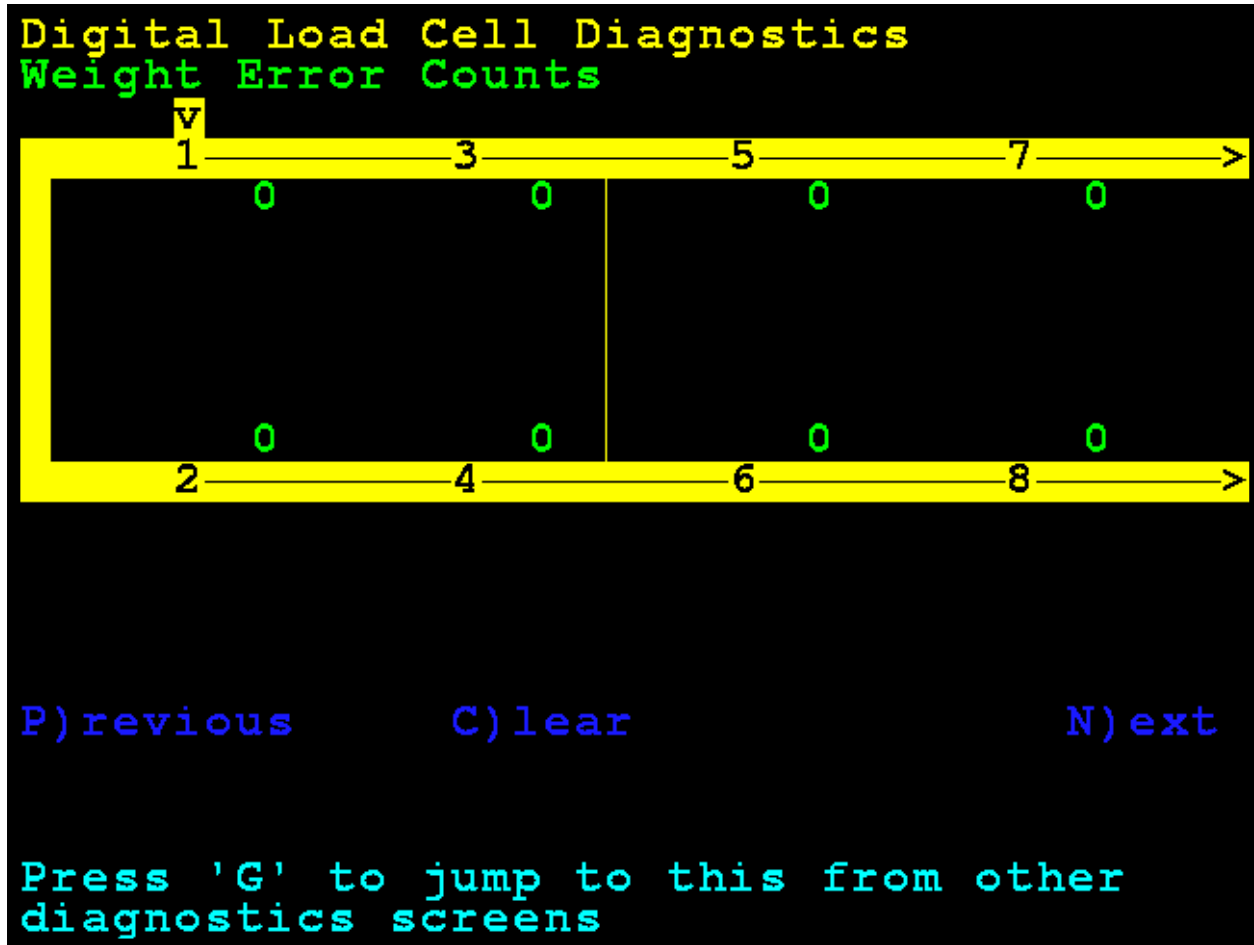 Digital Load Cell Diagnostics
Weight Error Counts
v
1 3 5 7 >
0 0 0 0
0 0 0 0
2 4 6 8 >
P)revious C)lear N)ext
Press 'G' to jump to this from other
diagnostics screens